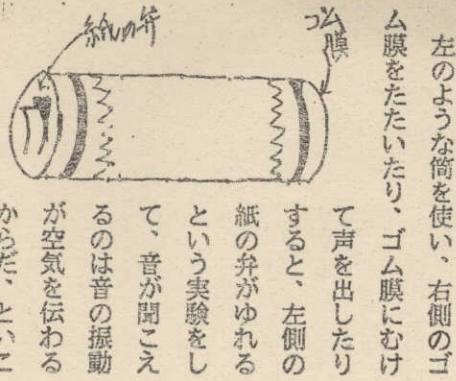 左のような筒を使い、右側のゴ
ム膜をたたいたり、ゴム膜にむけ
て声を出したり
すると、左側の
紙の弁がゆれる
という実験をし
て、音が聞こえ
るのは音の振動
が空気を伝わる
からだ、というこ
ゴム膜
紙の弁